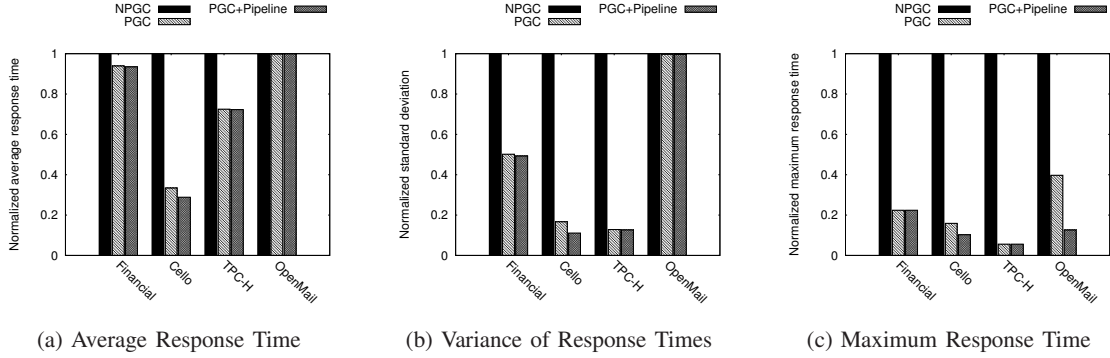 NPGC
PGC
PGC+Pipeline
Normalized average response time
1
0.8
0.6
0.4
0.2
0
Financial
Cello
TPC-H
OpenMail
(a) Average Response Time
NPGC
PGC
PGC+Pipeline
Normalized standard deviation
1
0.8
0.6
0.4
0.2
0
Financial
Cello
TPC-H
OpenMail
(b) Variance of Response Times
NPGC
PGC
PGC+Pipeline
Normalized maximum response time
1
0.8
0.6
0.4
0.2
0
Financial
Cello
TPC-H
OpenMail
(c) Maximum Response Time